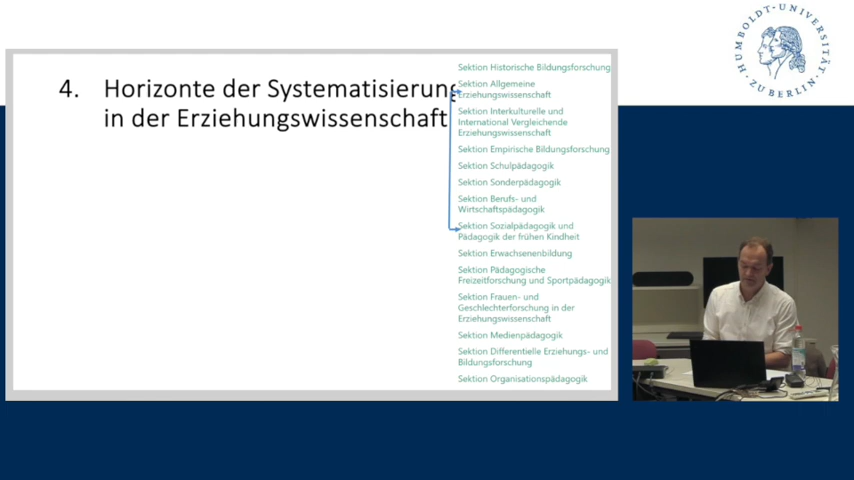 HUMBOLDT-UNIVERSITÄT
ZU BERLIN
4. Horizonte der Systematisierung
in der Erziehungswissenschaft
Sektion Historische Bildungsforschung
Sektion Allgemeine
Erziehungswissenschaft
Sektion Interkulturelle und
International Vergleichende
Erziehungswissenschaft
Sektion Empirische Bildungsforschung
Sektion Schulpädagogik
Sektion Sonderpädagogik
Sektion Berufs- und
Wirtschaftspädagogik
Sektion Sozialpädagogik und
Pädagogik der frühen Kindheit
Sektion Erwachsenenbildung
Sektion Pädagogische
Freizeitforschung und Sportpädagogik
Sektion Frauen- und
Geschlechterforschung in der
Erziehungswissenschaft
Sektion Medienpädagogik
Sektion Differentielle Erziehungs- und
Bildungsforschung
Sektion Organisationspädagogik